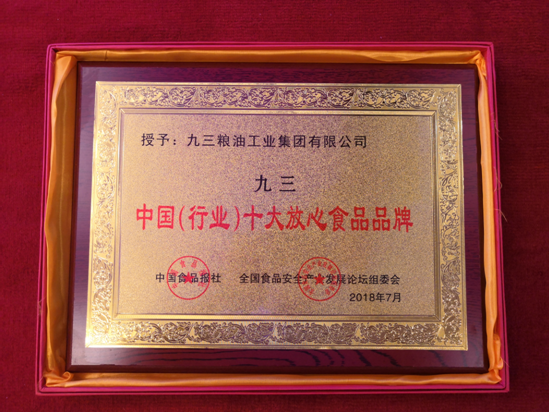 授予：九三粮油工业集团有限公司
九三
中国（行业）十大放心食品品牌
中国食品报社 全国食品安全产业发展论坛组委会
2018年7月